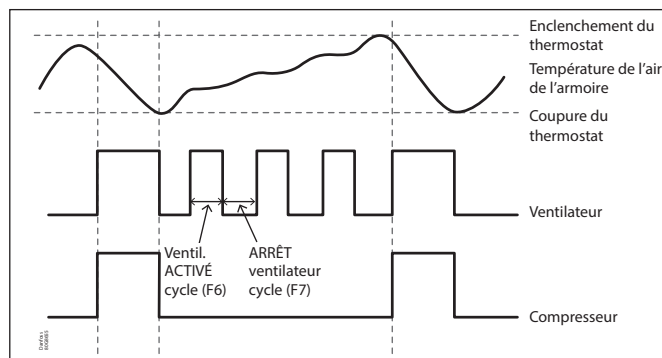 Enclenchement du
thermostat
Température de l'air
de l'armoire
Coupure du
thermostat
Ventilateur
Ventil.
ACTIVÉ
cycle (F6)
ARRÊT
ventilateur
cycle (F7)
Compresseur
Danfoss